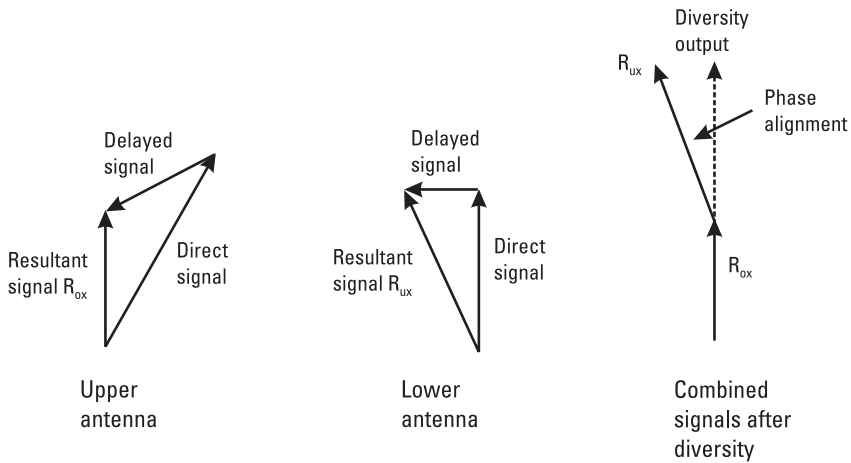 Delayed
signal
Resultant
signal Rox
Direct
signal
Upper
antenna
Delayed
signal
Resultant
signal Rux
Direct
signal
Lower
antenna
Diversity
output
Rux
Phase
alignment
Rox
Combined
signals after
diversity